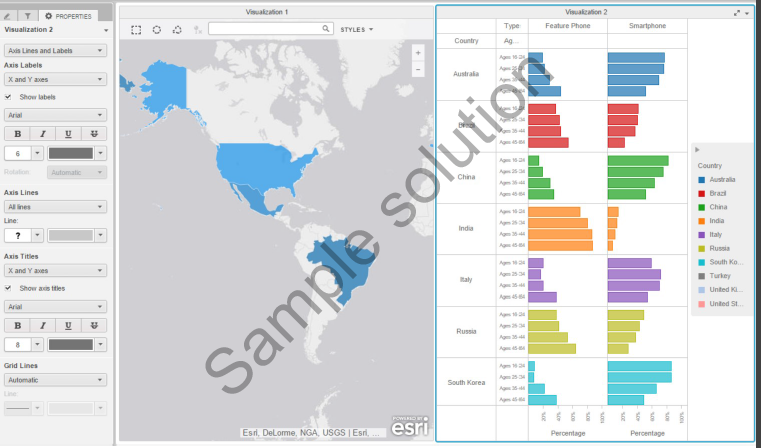 PROPERTIES
Visualization 2
Axis Lines and Labels
Axis Labels
X and Y axes
Show labels
Arial
B I U S
6
Rotation: Automatic
Axis Lines
All lines
Line:
?
Axis Titles
X and Y axes
Show axis titles
Arial
B I U S
8
Grid Lines
Automatic
Line:
Visualization 1
STYLES
+
−
Esri, DeLorme, NGA, USGS | Esri, ...
POWERED BY
esri
Sample solution
Visualization 2
Type Feature Phone Smartphone
Country Ag...
Australia
Ages 16-24
Ages 25-34
Ages 35-44
Ages 45-64
Brazil
Ages 16-24
Ages 25-34
Ages 35-44
Ages 45-64
China
Ages 16-24
Ages 25-34
Ages 35-44
Ages 45-64
India
Ages 16-24
Ages 25-34
Ages 35-44
Ages 45-64
Italy
Ages 16-24
Ages 25-34
Ages 35-44
Ages 45-64
Russia
Ages 16-24
Ages 25-34
Ages 35-44
Ages 45-64
South Korea
Ages 16-24
Ages 25-34
Ages 35-44
Ages 45-64
20% 40% 60% 80% 100% 20% 40% 60% 80% 100%
Percentage Percentage
Country
Australia
Brazil
China
India
Italy
Russia
South Ko...
Turkey
United Ki...
United St...